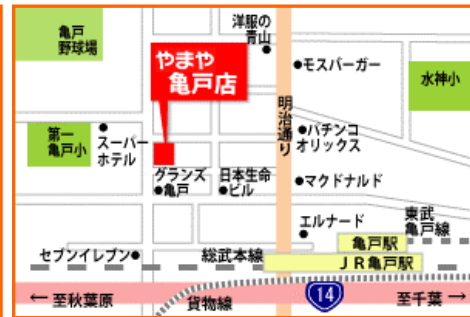 洋服の
青山
亀戸
野球場
やまや
亀戸店
モスバーガー
水神小
明治通り
第一
亀戸小
スーパー
ホテル
パチンコ
オリックス
グランズ
亀戸
日本生命
ビル
マクドナルド
エルナード
東武
亀戸線
亀戸駅
セブンイレブン
総武本線
JR亀戸駅
← 至秋葉原
貨物線
14
至千葉 →